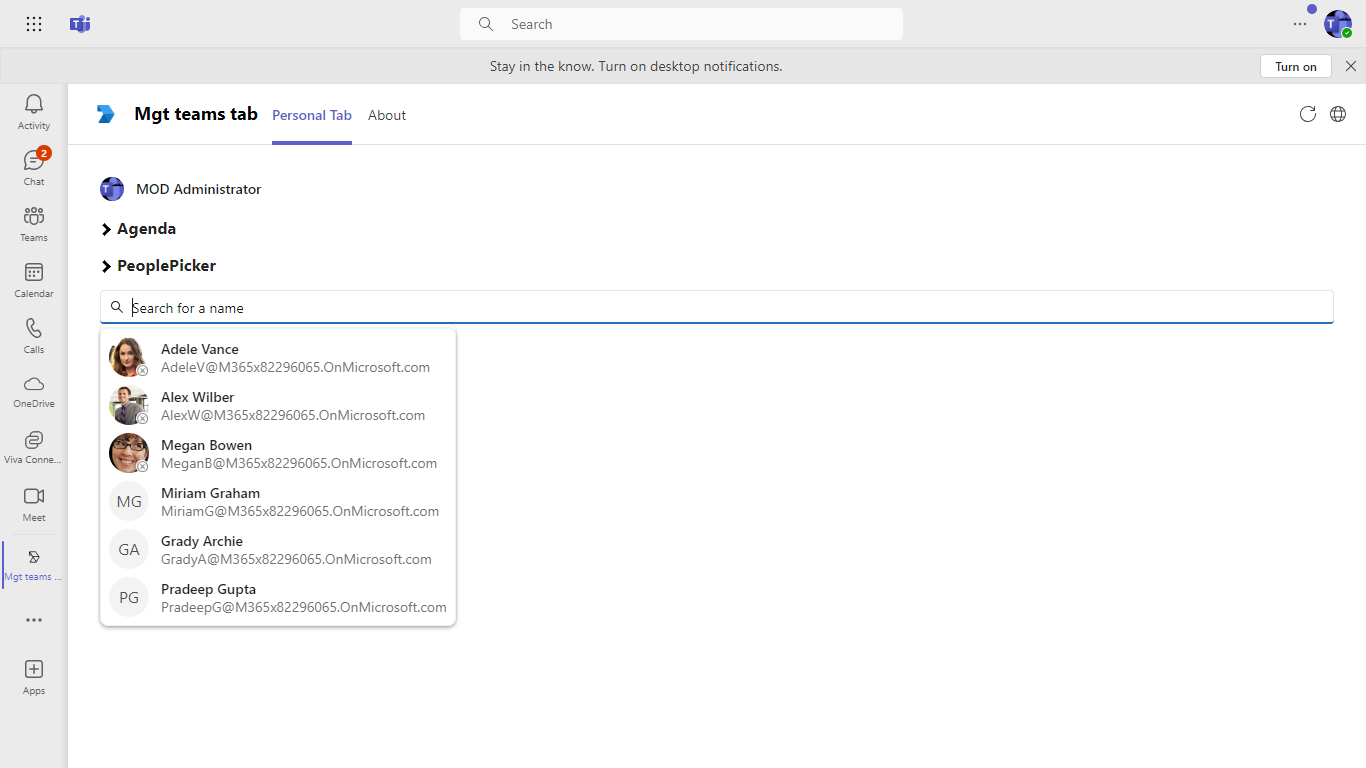 Search
Stay in the know. Turn on desktop notifications.
Turn on
Activity
2
Chat
Teams
Calendar
Calls
OneDrive
Viva Conne...
Meet
Mgt teams ...
Apps
Mgt teams tab
Personal Tab
About
MOD Administrator
Agenda
PeoplePicker
Search for a name
Adele Vance
AdeleV@M365x82296065.OnMicrosoft.com
Alex Wilber
AlexW@M365x82296065.OnMicrosoft.com
Megan Bowen
MeganB@M365x82296065.OnMicrosoft.com
MG
Miriam Graham
MiriamG@M365x82296065.OnMicrosoft.com
GA
Grady Archie
GradyA@M365x82296065.OnMicrosoft.com
PG
Pradeep Gupta
PradeepG@M365x82296065.OnMicrosoft.com